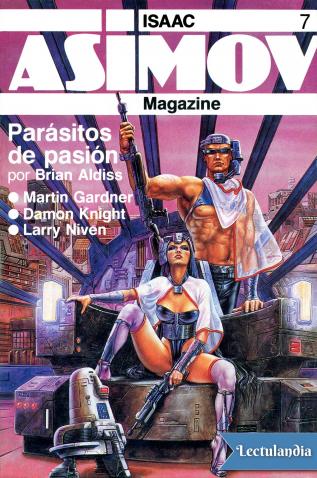 ISAAC
7
ASIMOV
Magazine
Parásitos
de pasión
por Brian Aldiss
● Martin Gardner
● Damon Knight
● Larry Niven
Lectulandia